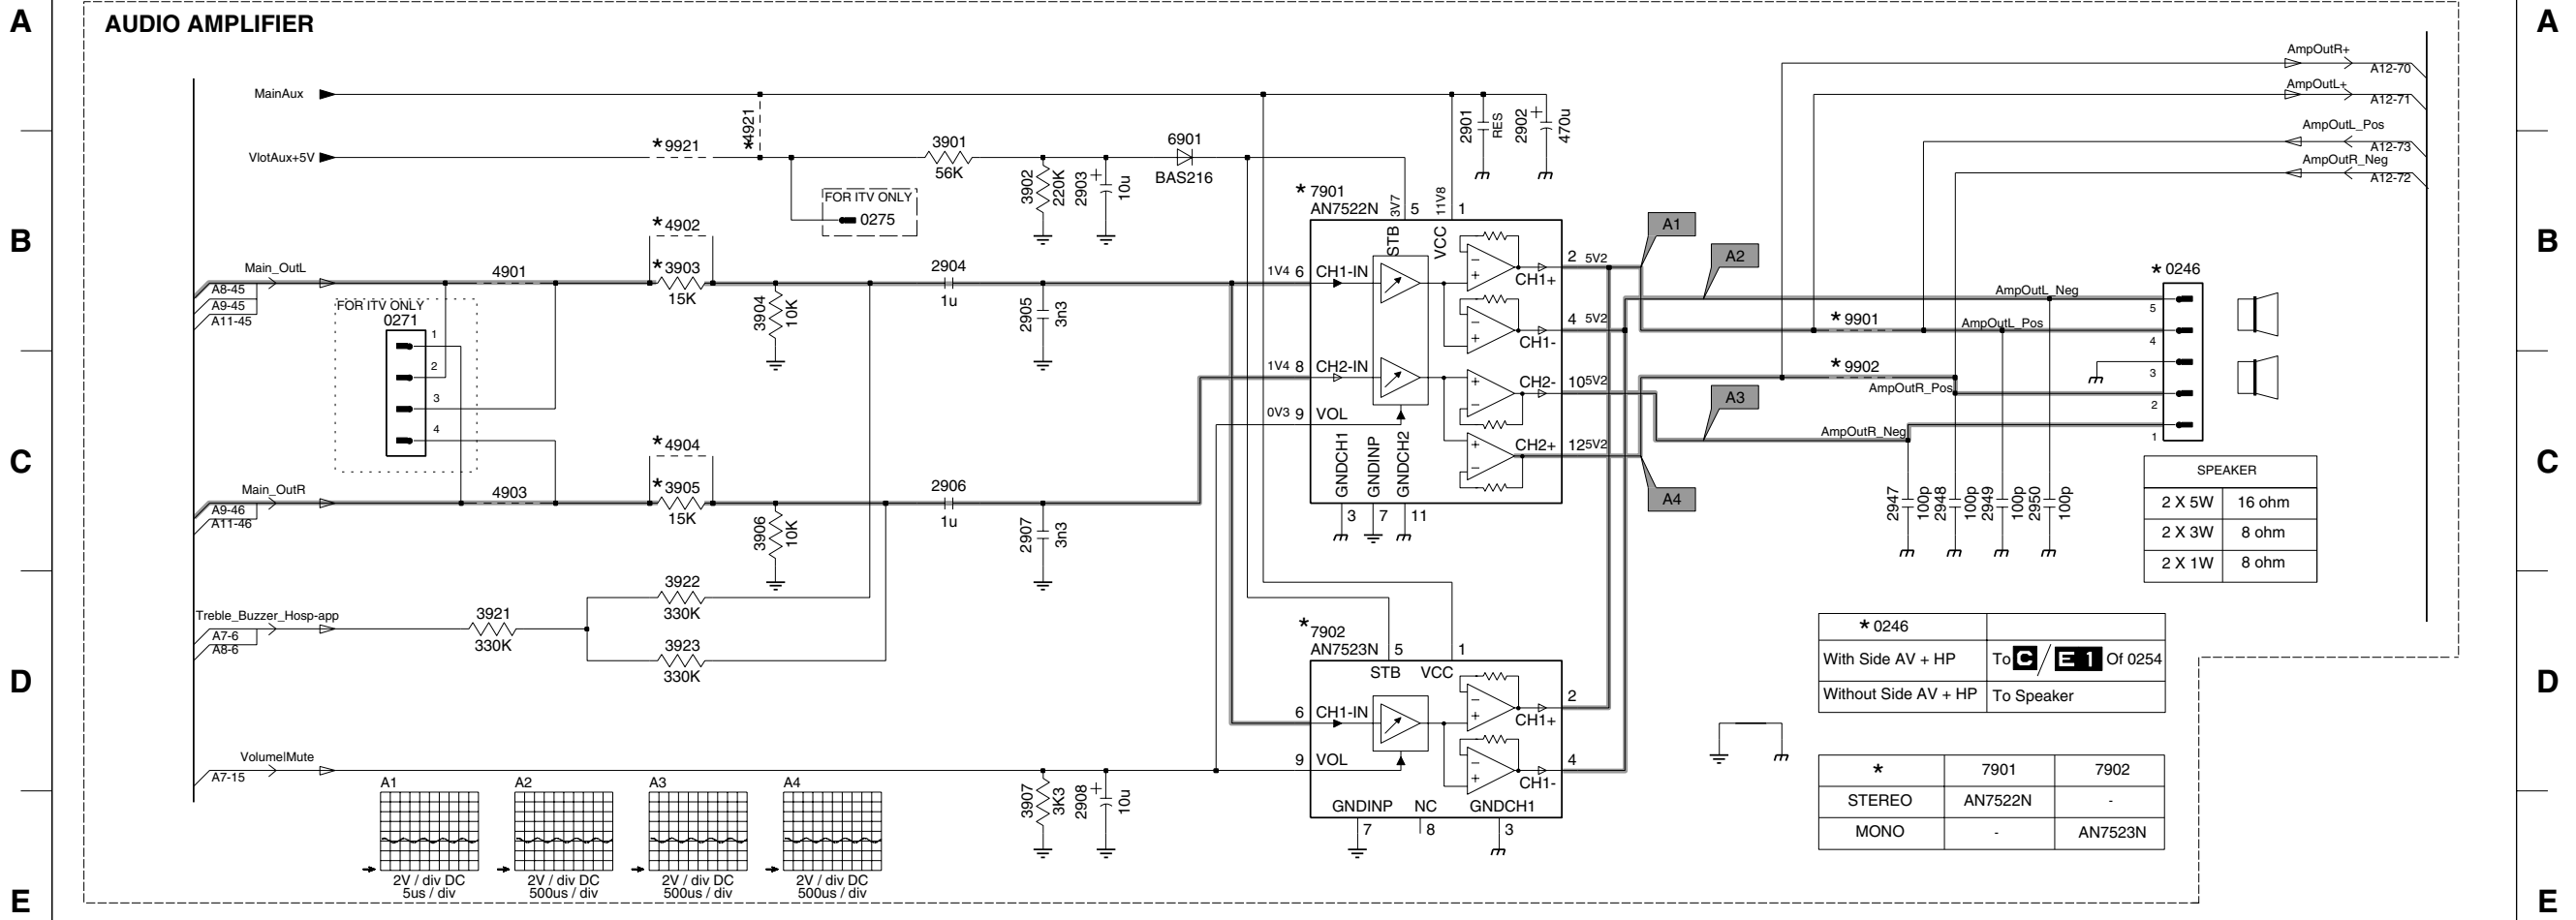 A
A
AUDIO AMPLIFIER
AmpOutR+
A12-70
MainAux
AmpOutL+
A12-71
*4921
2901
RES
2902
+
470u
AmpOutL_Pos
A12-73
VlotAux+5V
*9921
3901
56K
6901
BAS216
AmpOutR_Neg
A12-72
3902
220K
2903
+
10u
FOR ITV ONLY
0275
*7901
AN7522N
3V7
5
11V8
1
B
B
*4902
STB
VCC
A1
A2
Main_OutL
4901
*3903
15K
2904
1u
1V4 6
CH1-IN
-
+
CH1+
2 5V2
*0246
A8-45
A9-45
A11-45
FOR ITV ONLY
0271
3904
10K
2905
3n3
-
+
CH1-
4 5V2
AmpOutL_Neg
5
*9901
AmpOutL_Pos
4
1
2
3
4
1V4 8
CH2-IN
+
-
CH2-
10 5V2
*9902
AmpOutR_Pos
3
2
A3
0V3 9
VOL
AmpOutR_Neg
1
+
-
CH2+
12 5V2
C
C
*4904
GNDCH1
GNDINP
GNDCH2
A4
SPEAKER
2 X 5W
16 ohm
2 X 3W
8 ohm
2 X 1W
8 ohm
Main_OutR
4903
*3905
15K
2906
1u
A9-46
A11-46
3906
10K
2907
3n3
3
7
11
2947
100p
2948
100p
2949
100p
2950
100p
3922
330K
Treble_Buzzer_Hosp-app
A7-6
A8-6
3921
330K
3923
330K
*7902
AN7523N
5
1
*0246
With Side AV + HP
To C / E 1 Of 0254
Without Side AV + HP
To Speaker
D
D
STB
VCC
6
CH1-IN
-
+
CH1+
2
9
VOL
-
+
CH1-
4
Volume|Mute
A7-15
*
7901
7902
STEREO
AN7522N
-
MONO
-
AN7523N
3907
3K3
2908
+
10u
GNDINP
NC
GNDCH1
7
8
3
A1
A2
A3
A4
2V / div DC
5us / div
2V / div DC
500us / div
2V / div DC
500us / div
2V / div DC
500us / div
E
E